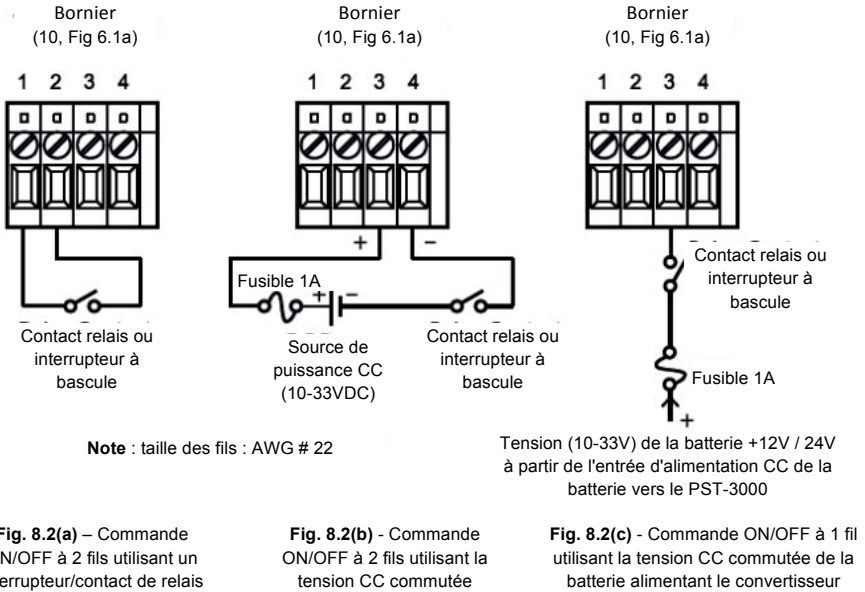 Bornier
(10, Fig 6.1a)
1 2 3 4
Contact relais ou
interrupteur à
bascule
Bornier
(10, Fig 6.1a)
1 2 3 4
+ −
Fusible 1A
+ −
Source de
puissance CC
(10-33VDC)
Contact relais ou
interrupteur à
bascule
Bornier
(10, Fig 6.1a)
1 2 3 4
Contact relais ou
interrupteur à
bascule
Fusible 1A
+
Tension (10-33V) de la batterie +12V / 24V
à partir de l'entrée d'alimentation CC de la
batterie vers le PST-3000
Note : taille des fils : AWG # 22
Fig. 8.2(a) – Commande
N/OFF à 2 fils utilisant un
errupteur/contact de relais
Fig. 8.2(b) - Commande
ON/OFF à 2 fils utilisant la
tension CC commutée
Fig. 8.2(c) - Commande ON/OFF à 1 fil
utilisant la tension CC commutée de la
batterie alimentant le convertisseur